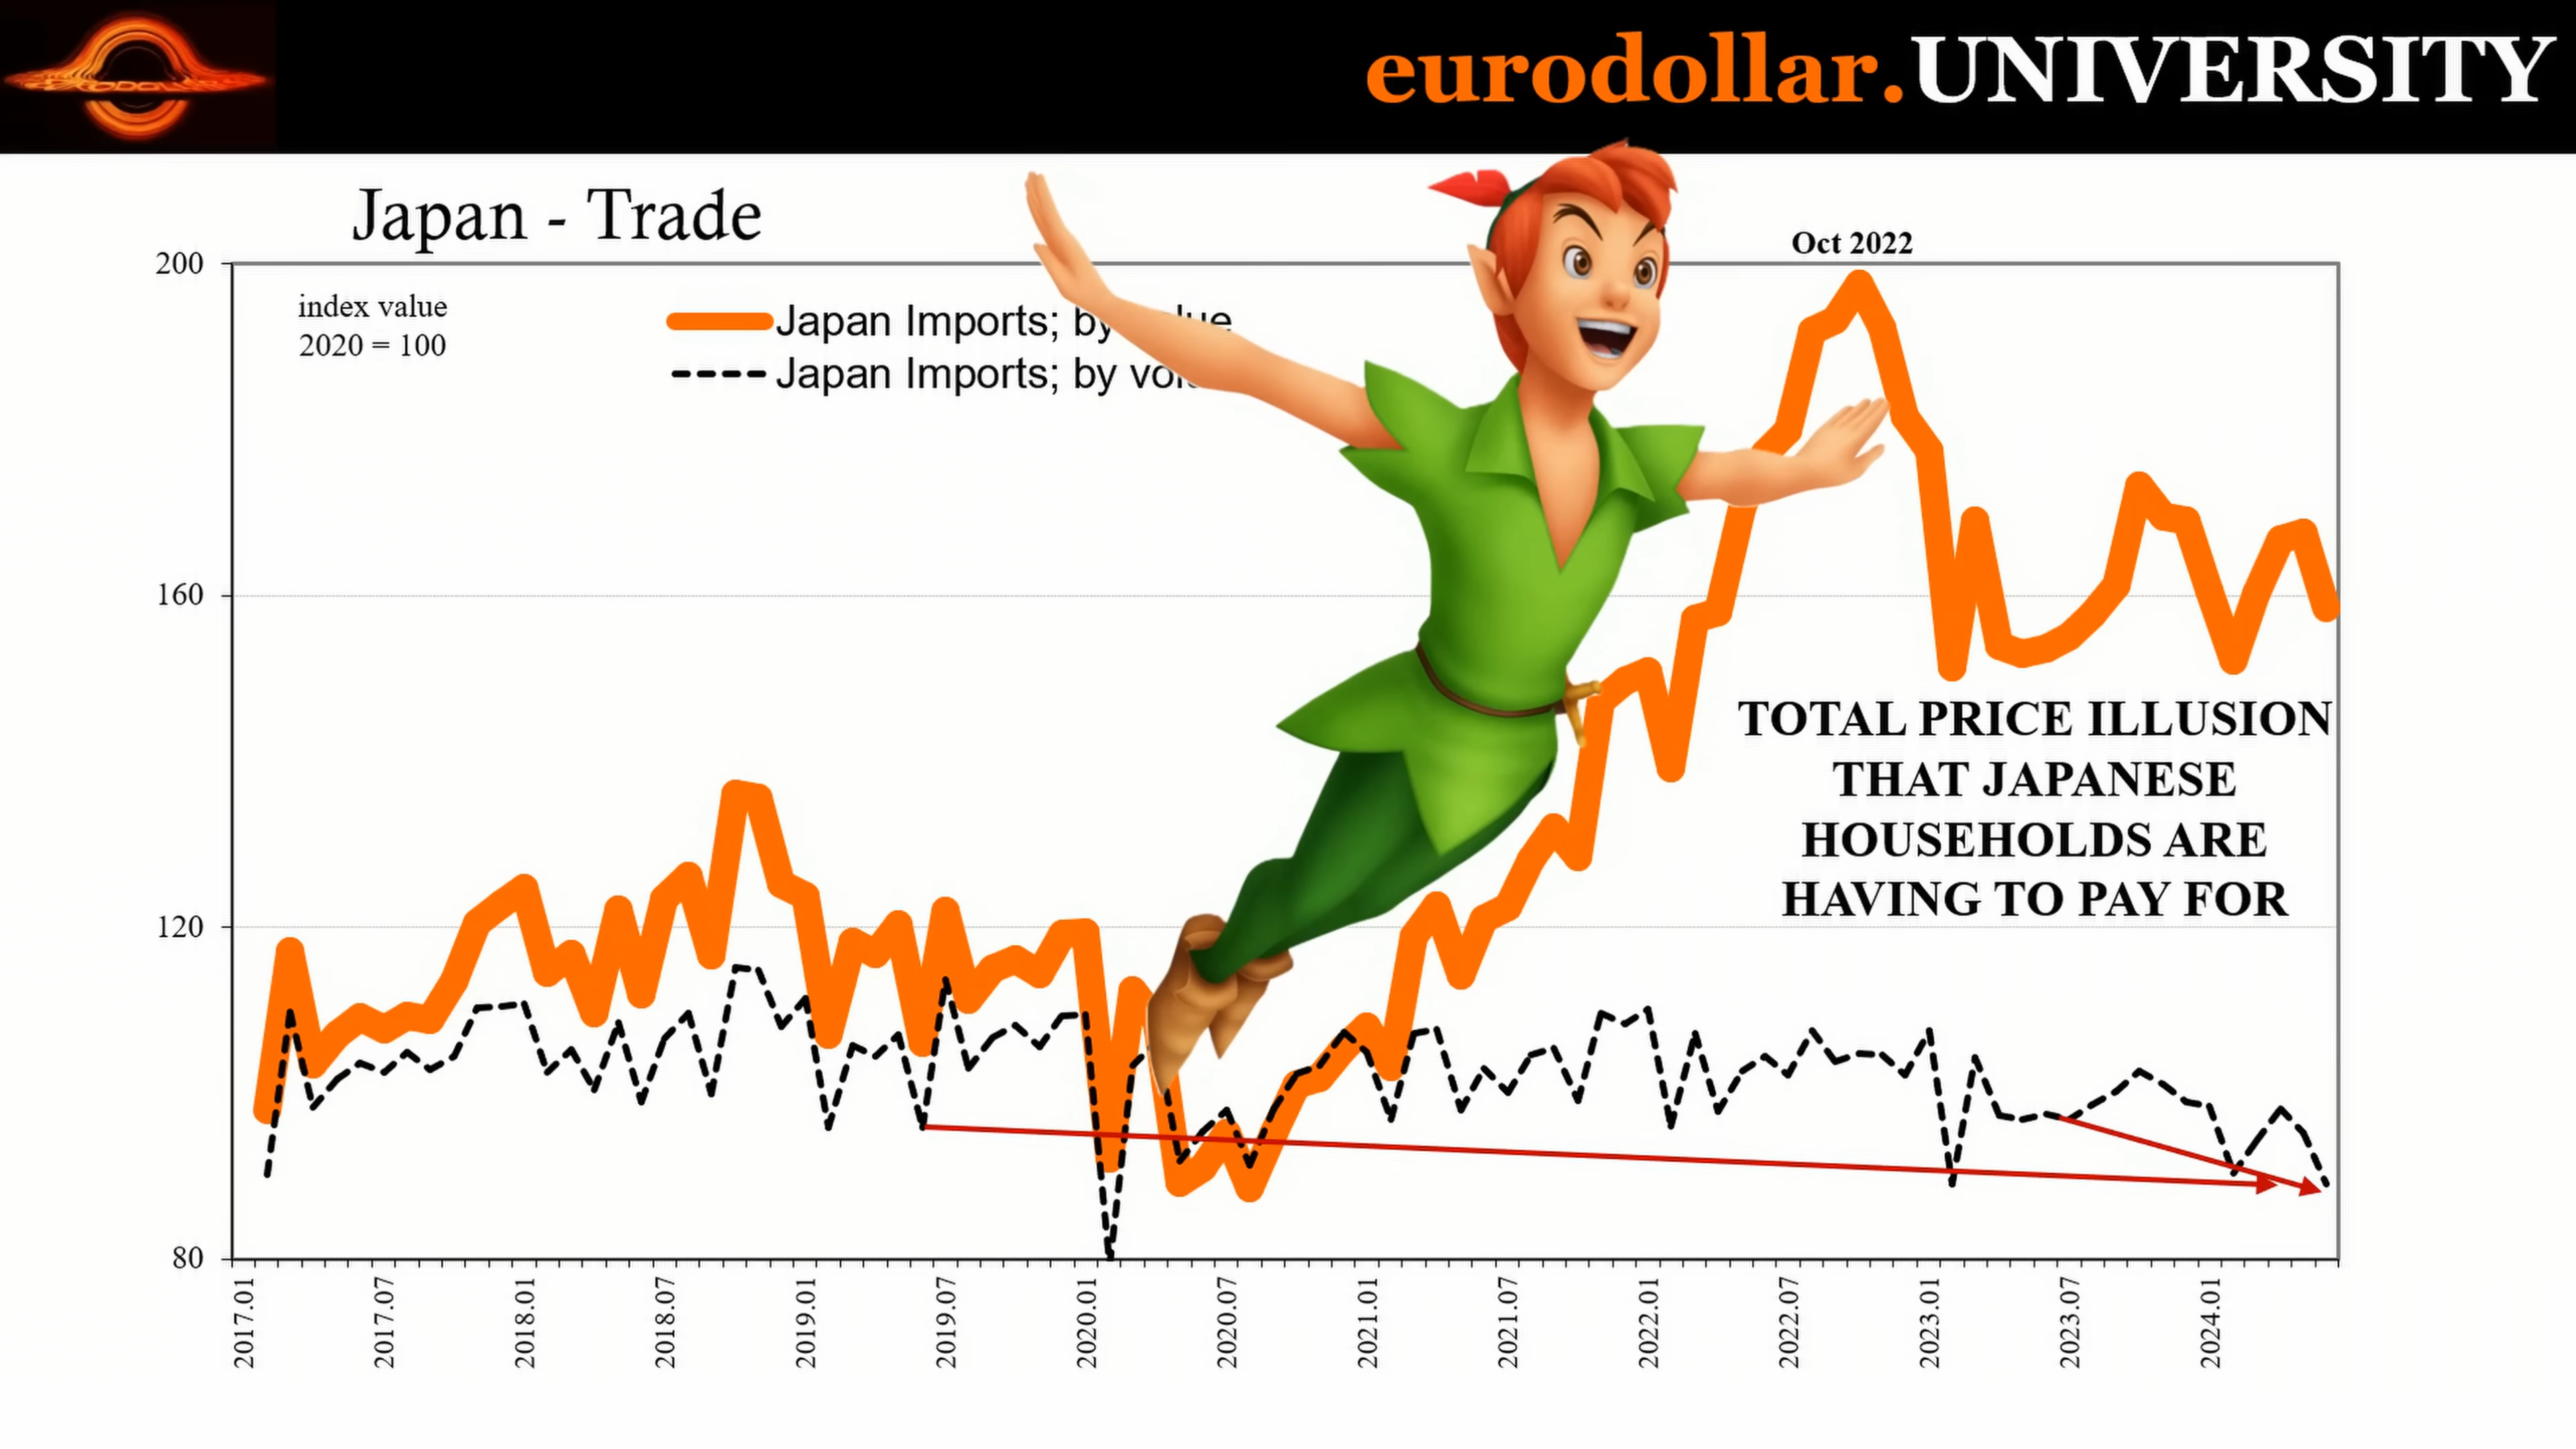 eurodollar.UNIVERSITY
Japan - Trade
Oct 2022
index value
2020 = 100
Japan Imports; by
Japan Imports; by
200
160
120
80
TOTAL PRICE ILLUSION
THAT JAPANESE
HOUSEHOLDS ARE
HAVING TO PAY FOR
2017.01
2017.07
2018.01
2018.07
2019.01
2019.07
2020.01
2020.07
2021.01
2021.07
2022.01
2022.07
2023.01
2023.07
2024.01